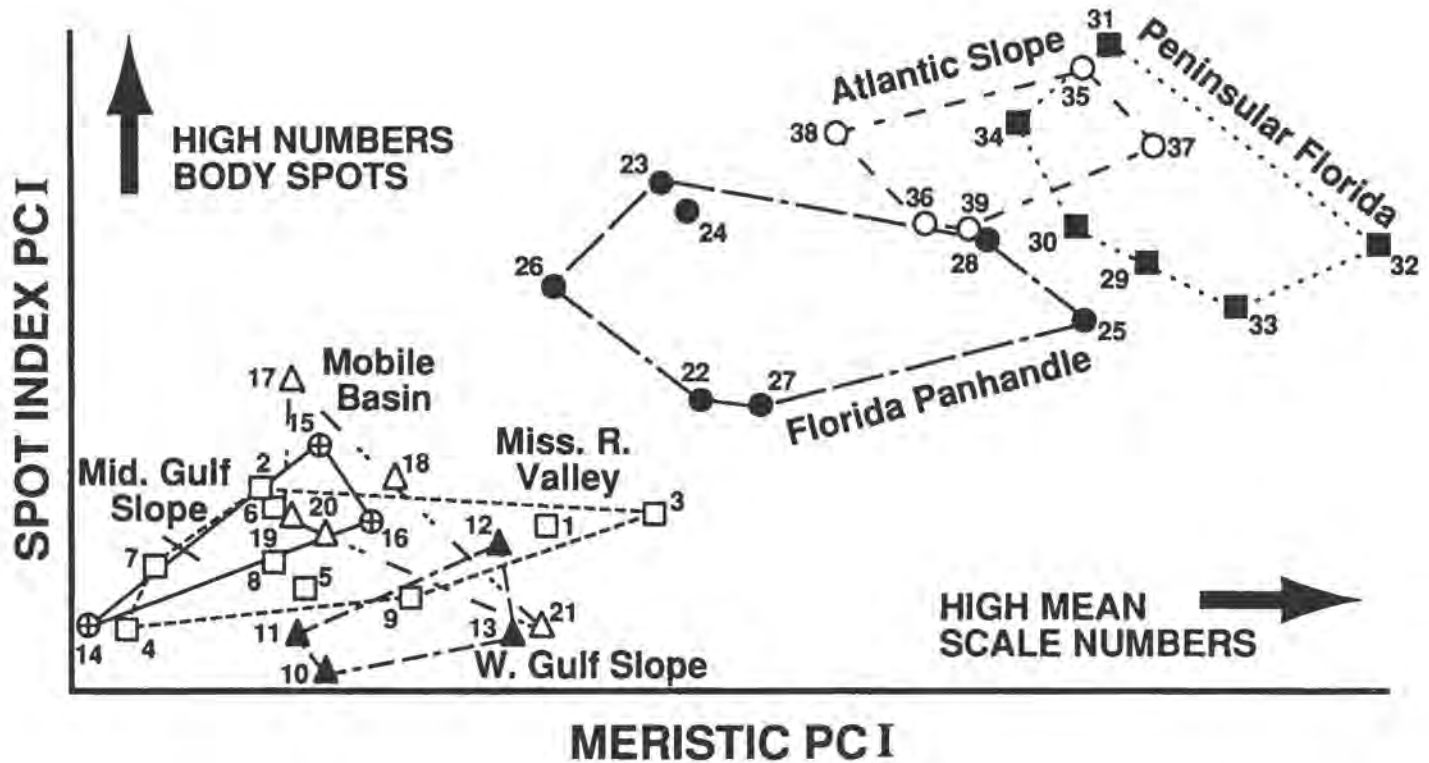 SPOT INDEX PC I
HIGH NUMBERS
BODY SPOTS
Atlantic Slope
Peninsular Florida
31
35
38
34
37
23
24
36
39
30
28
29
32
26
33
25
22
27
Florida Panhandle
17
Mobile
Basin
15
Mid. Gulf
Slope
2
18
Miss. R.
Valley
6
20
3
12
1
16
7
19
8
5
9
21
11
13
14
4
10
W. Gulf Slope
HIGH MEAN
SCALE NUMBERS
MERISTIC PC I